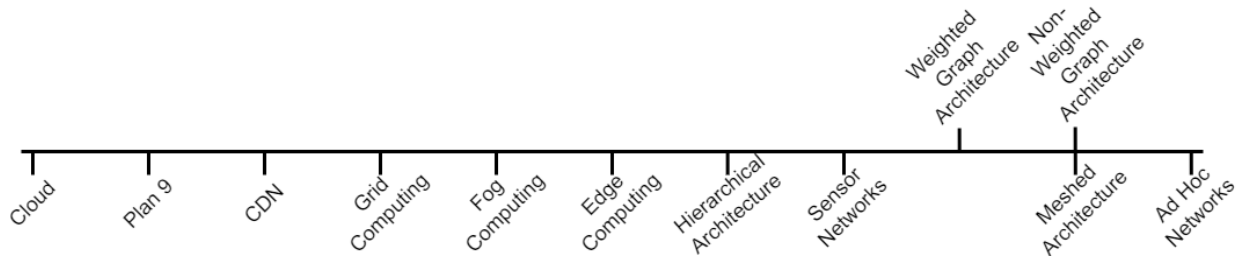 Weighted
Graph
Architecture
Non-
Weighted
Graph
Architecture
Cloud
Plan 9
CDN
Grid
Computing
Fog
Computing
Edge
Computing
Hierarchical
Architecture
Sensor
Networks
Meshed
Architecture
Ad Hoc
Networks